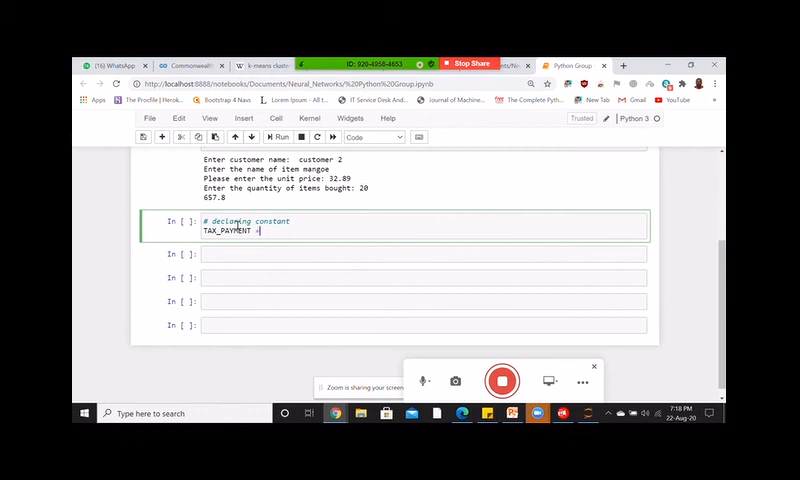 ID: 920-4958-4653 Stop Share
(16) WhatsApp Commonwealth k-means cluste Python Group
http://localhost:8888/notebooks/Documents/Neural_Networks/%20Python%20Group.ipynb
Apps The Procfile | Herok... Bootstrap 4 Navs Lorem Ipsum - All t... IT Service Desk And... Journal of Machine... The Complete Pyth... New Tab Gmail YouTube
File Edit View Insert Cell Kernel Widgets Help Trusted Python 3
Run Code
Enter customer name: customer 2
Enter the name of item mangoe
Please enter the unit price: 32.89
Enter the quantity of items bought: 20
657.8
In [ ]: # declaring constant
TAX_PAYMENT =
In [ ]:
In [ ]:
In [ ]:
In [ ]:
Zoom is sharing your screen
Type here to search
7:18 PM
22-Aug-20